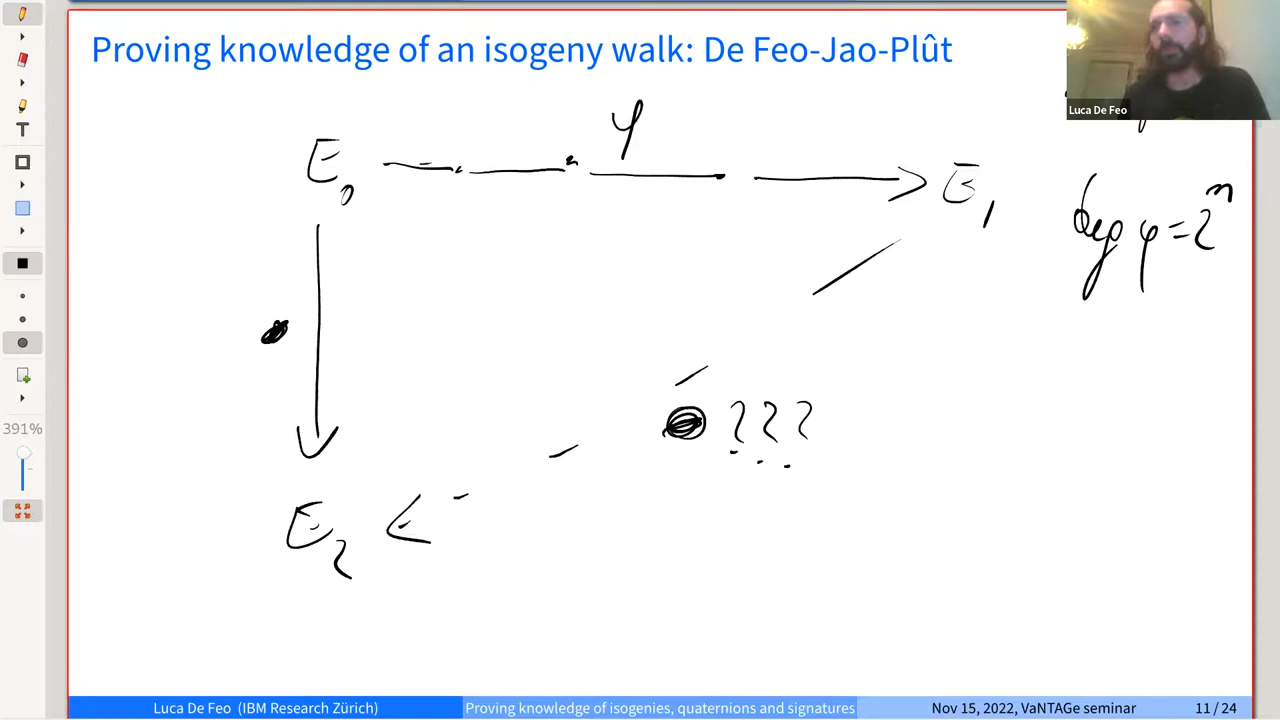 Proving knowledge of an isogeny walk: De Feo-Jao-Plût
Luca De Feo
φ
E₀
E₁
deg φ = 2ⁿ
???
E₂
391%
Luca De Feo (IBM Research Zürich)
Proving knowledge of isogenies, quaternions and signatures
Nov 15, 2022, VaNTAGe seminar
11 / 24